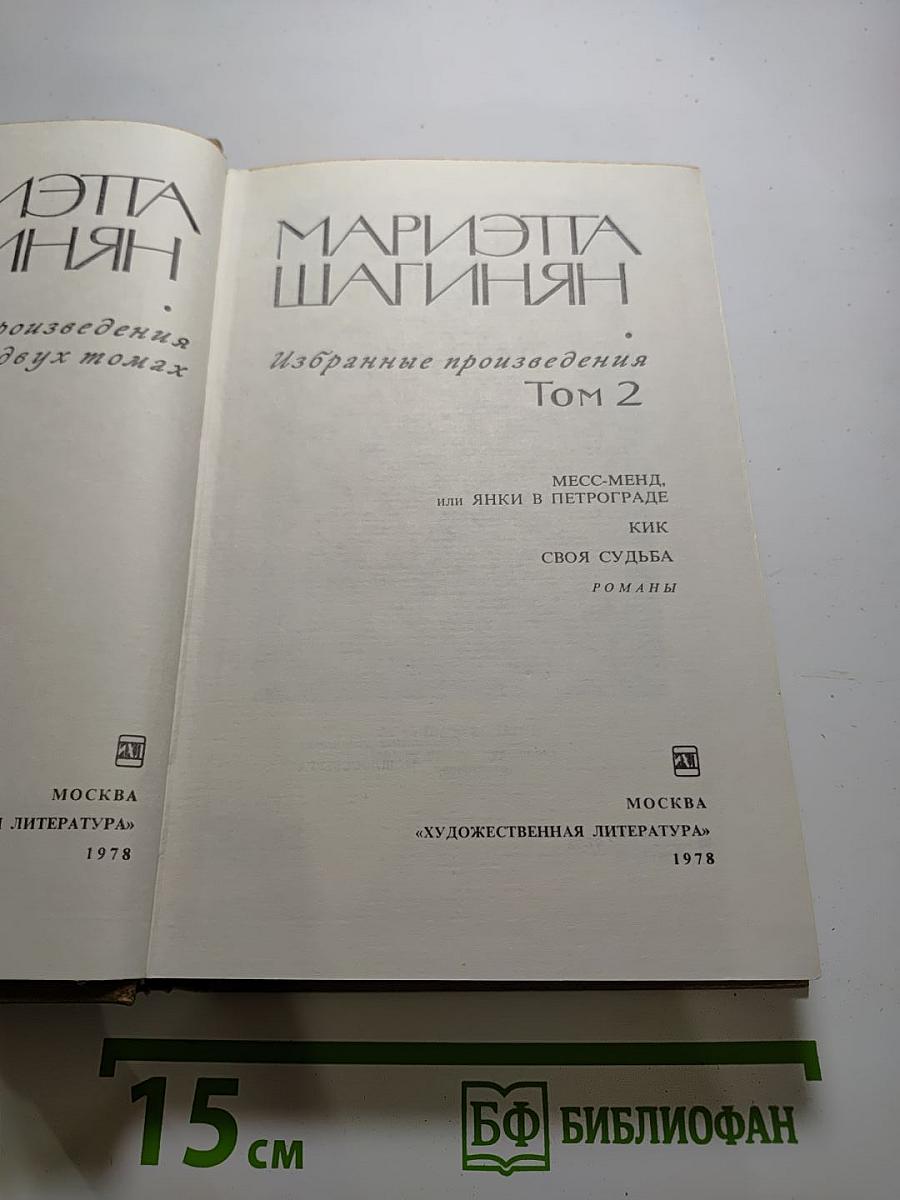 ИЭТТА
ИНЯН
роизведения
двух томах
МОСКВА
Я ЛИТЕРАТУРА»
1978
МАРИЭТТА
ШАГИНЯН
Избранные произведения
Том 2
МЕСС-МЕНД,
или ЯНКИ В ПЕТРОГРАДЕ
КИК
СВОЯ СУДЬБА
РОМАНЫ
МОСКВА
«ХУДОЖЕСТВЕННАЯ ЛИТЕРАТУРА»
1978
15 см
БФ БИБЛИОФАН